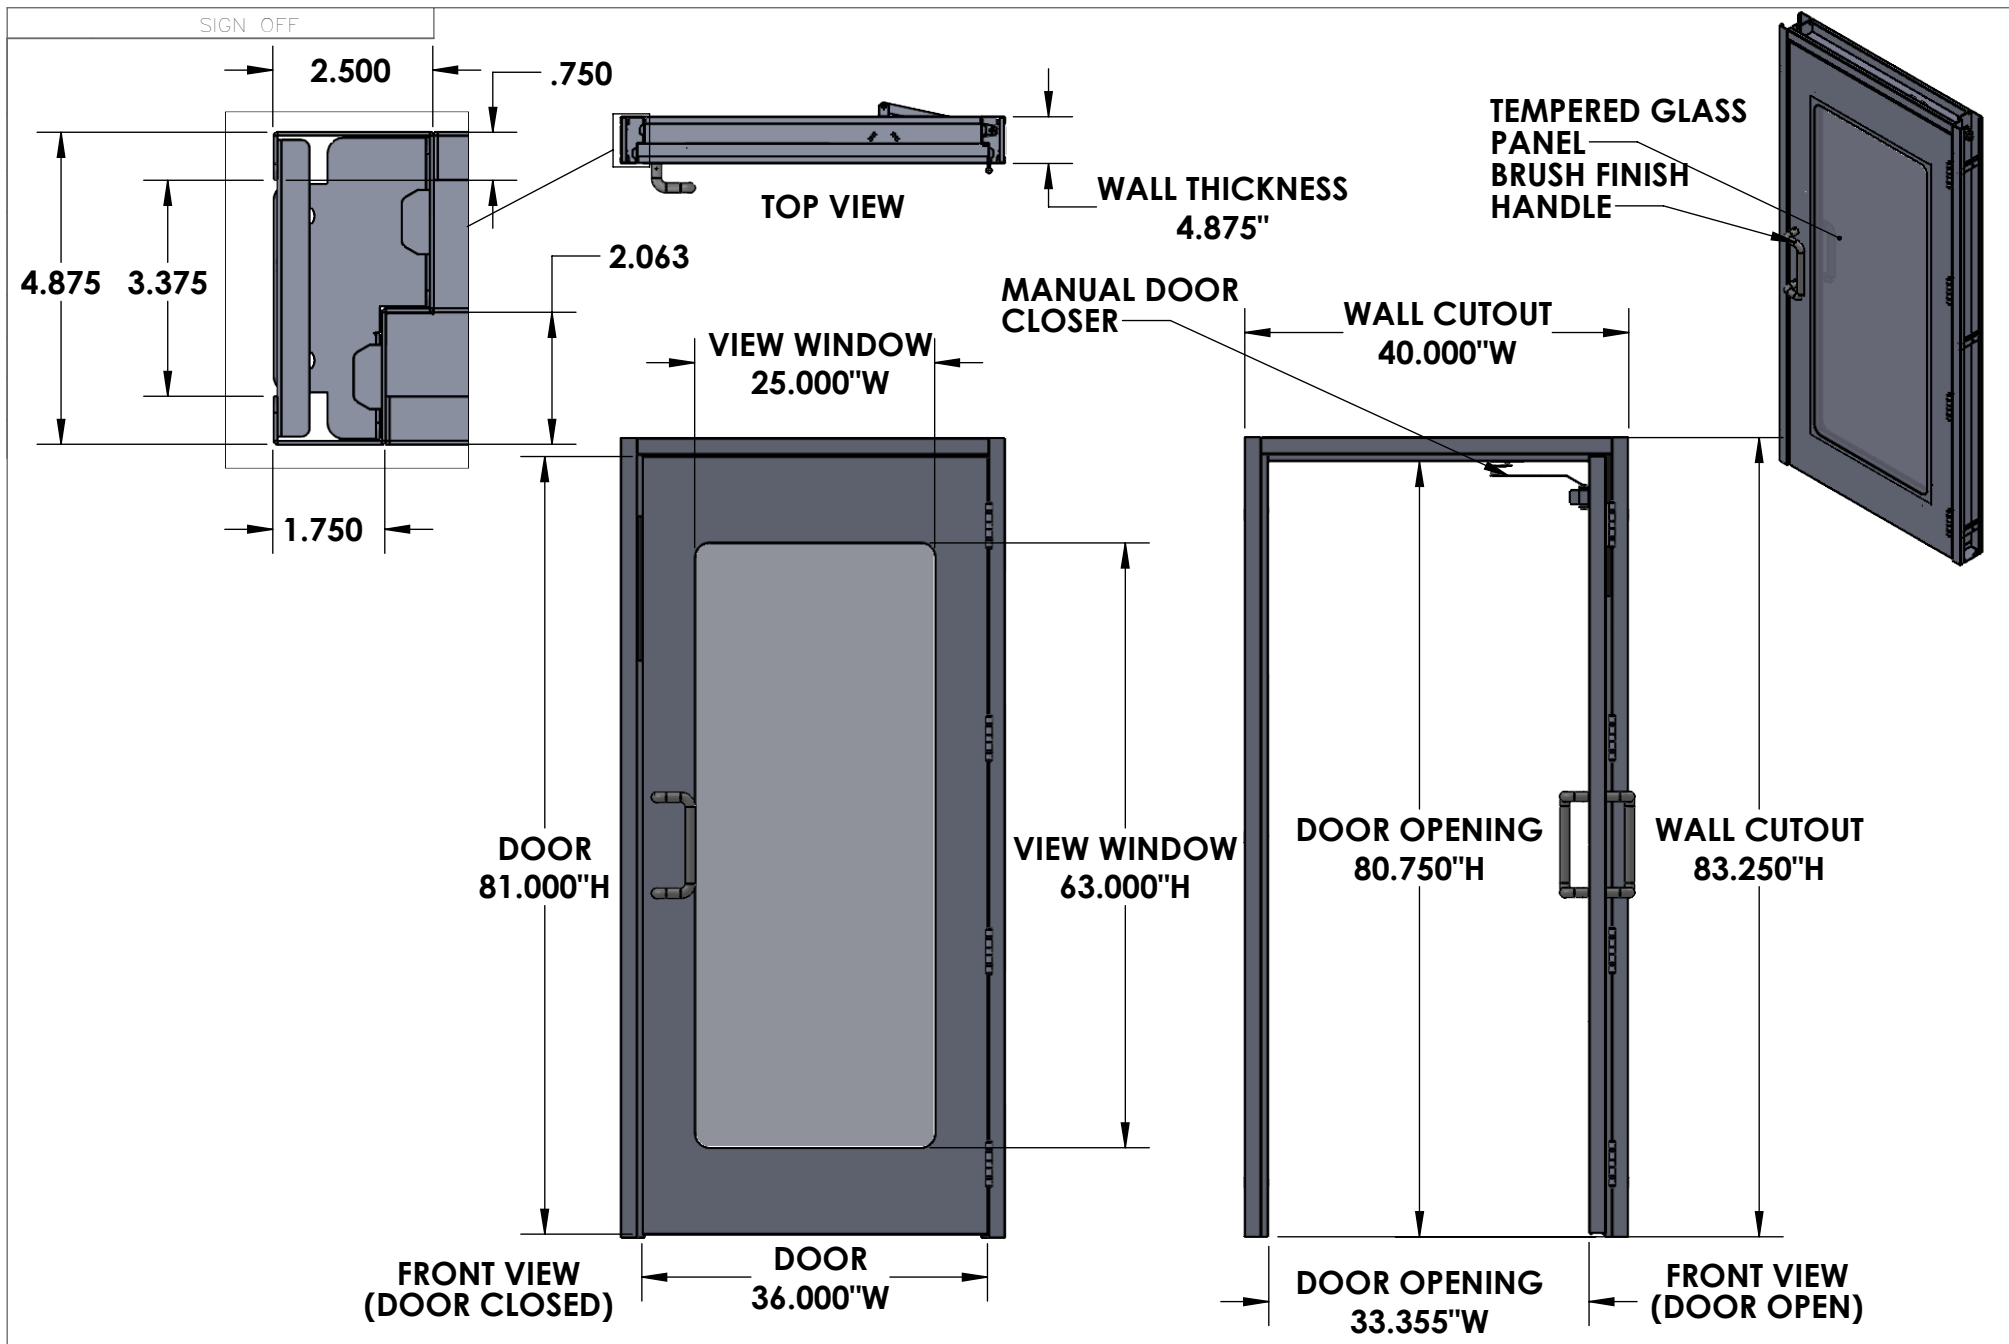 SIGN OFF
2.500
.750
4.875
3.375
2.063
1.750
TOP VIEW
WALL THICKNESS
4.875"
TEMPERED GLASS
PANEL
BRUSH FINISH
HANDLE
MANUAL DOOR
CLOSER
VIEW WINDOW
25.000"W
WALL CUTOUT
40.000"W
DOOR
81.000"H
VIEW WINDOW
63.000"H
DOOR OPENING
80.750"H
WALL CUTOUT
83.250"H
FRONT VIEW
(DOOR CLOSED)
DOOR
36.000"W
DOOR OPENING
33.355"W
FRONT VIEW
(DOOR OPEN)